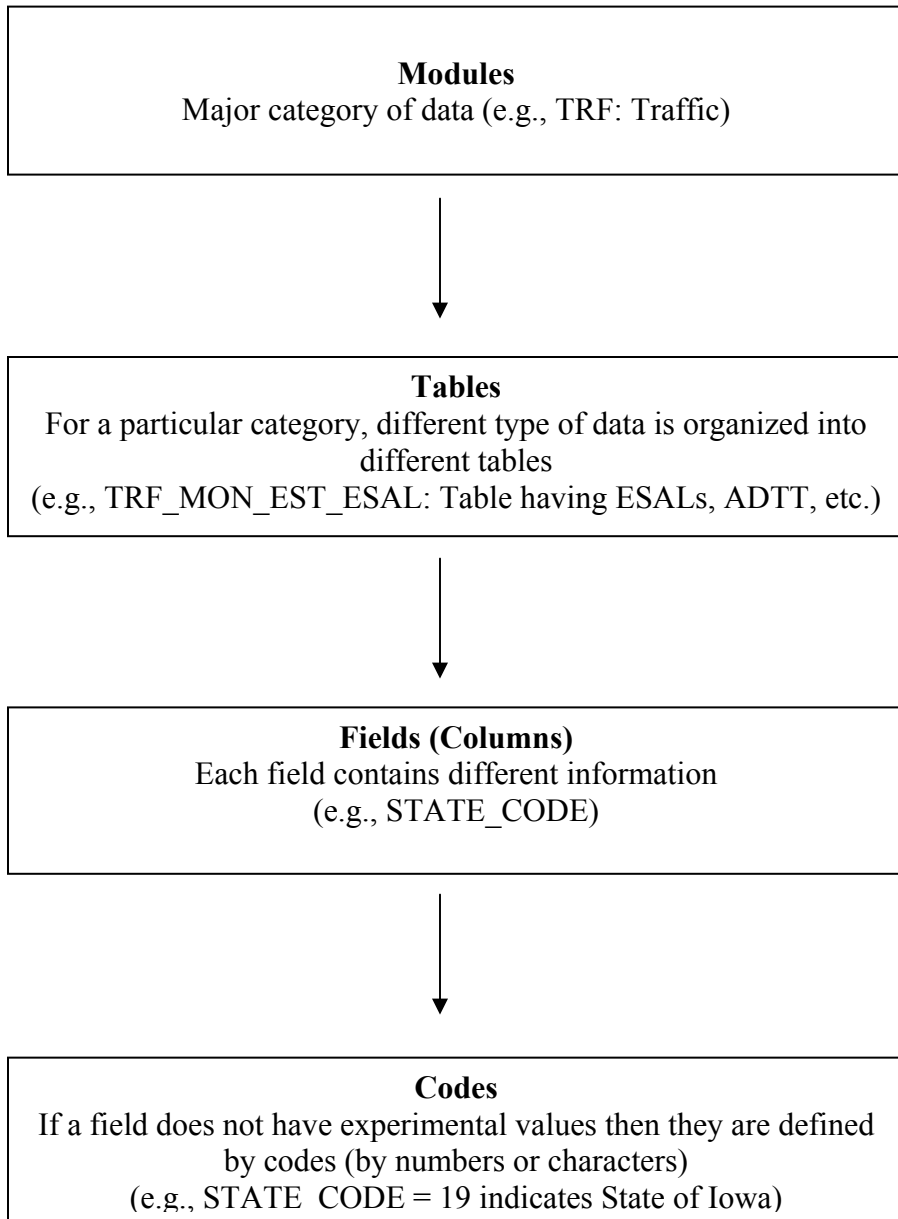 Modules
Major category of data (e.g., TRF: Traffic)
Tables
For a particular category, different type of data is organized into
different tables
(e.g., TRF_MON_EST_ESAL: Table having ESALs, ADTT, etc.)
Fields (Columns)
Each field contains different information
(e.g., STATE_CODE)
Codes
If a field does not have experimental values then they are defined
by codes (by numbers or characters)
(e.g., STATE_CODE = 19 indicates State of Iowa)